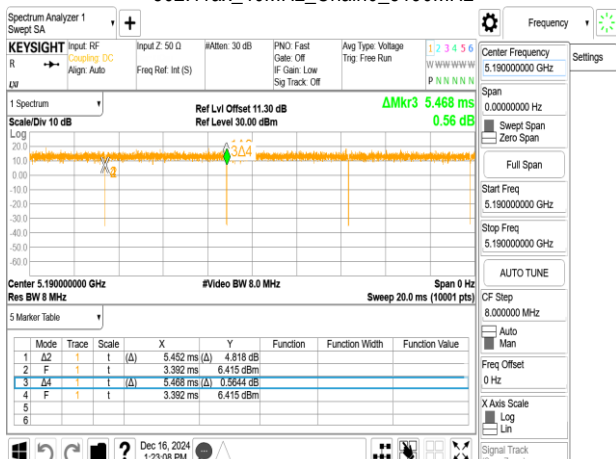 Spectrum Analyzer 1
Swept SA
+
Frequency
KEYSIGHT
R
LXI
Input: RF
Coupling: DC
Align: Auto
Input Z: 50 Ω
Freq Ref: Int (S)
#Atten: 30 dB
PNO: Fast
Gate: Off
IF Gain: Low
Sig Track: Off
Avg Type: Voltage
Trig: Free Run
1 2 3 4 5 6
W W W W W W
P N N N N N
1 Spectrum
Scale/Div 10 dB
Ref Lvl Offset 11.30 dB
Ref Level 30.00 dBm
ΔMkr3 5.468 ms
0.56 dB
Log
20.0
10.0
0.00
-10.0
-20.0
-30.0
-40.0
-50.0
-60.0
3Δ4
Center 5.190000000 GHz
Res BW 8 MHz
#Video BW 8.0 MHz
Span 0 Hz
Sweep 20.0 ms (10001 pts)
5 Marker Table
Mode Trace Scale X Y Function Function Width Function Value
1 Δ2 1 t (Δ) 5.452 ms (Δ) 4.818 dB
2 F 1 t 3.392 ms 6.415 dBm
3 Δ4 1 t (Δ) 5.468 ms (Δ) 0.5644 dB
4 F 1 t 3.392 ms 6.415 dBm
5
6
Dec 16, 2024
1:23:08 PM
Center Frequency
5.190000000 GHz
Settings
Span
0.00000000 Hz
Swept Span
Zero Span
Full Span
Start Freq
5.190000000 GHz
Stop Freq
5.190000000 GHz
AUTO TUNE
CF Step
8.000000 MHz
Auto
Man
Freq Offset
0 Hz
X Axis Scale
Log
Lin
Signal Track